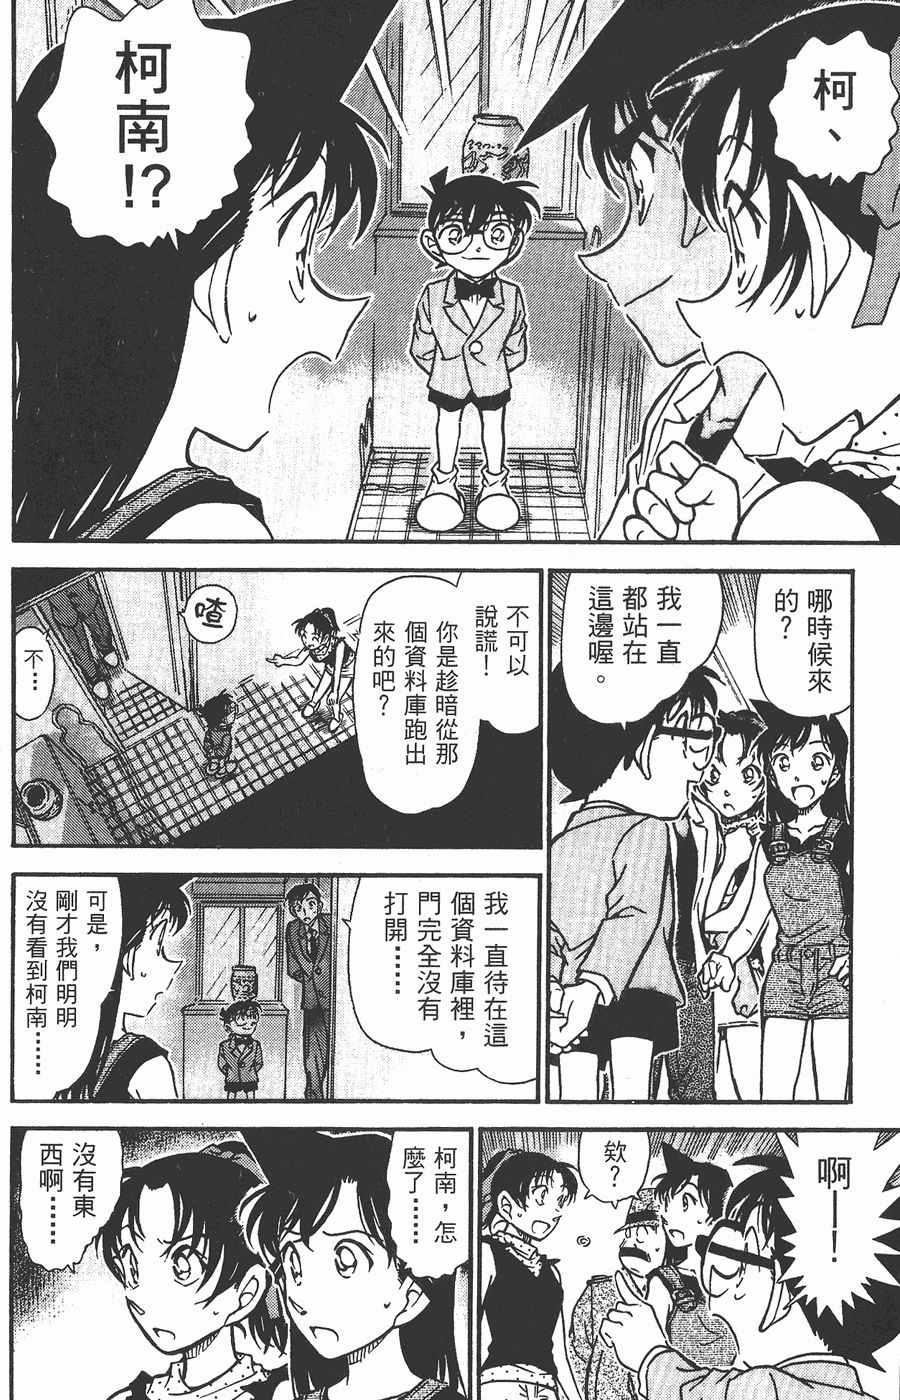 柯、
柯
南!?
哪時候來
的?
我一直
都站在
這邊喔。
不可以
說謊!
你是趁暗從那
個資料庫跑出
來的吧?
喳
不…
我一直待在這
個資料庫裡,
門完全沒有
打開……
可是,
剛才我們明明
沒有看到柯南……
啊——!
欸?
柯南,怎
麼了……
沒有東
西啊……